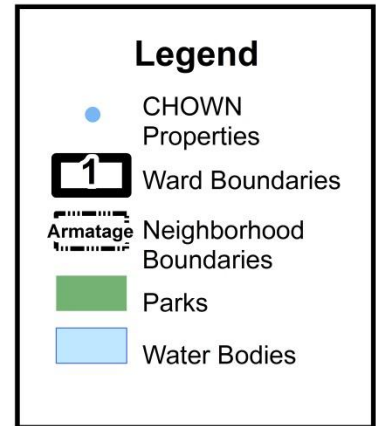 Legend
CHOWN
Properties
1 Ward Boundaries
Armatage Neighborhood
Boundaries
Parks
Water Bodies